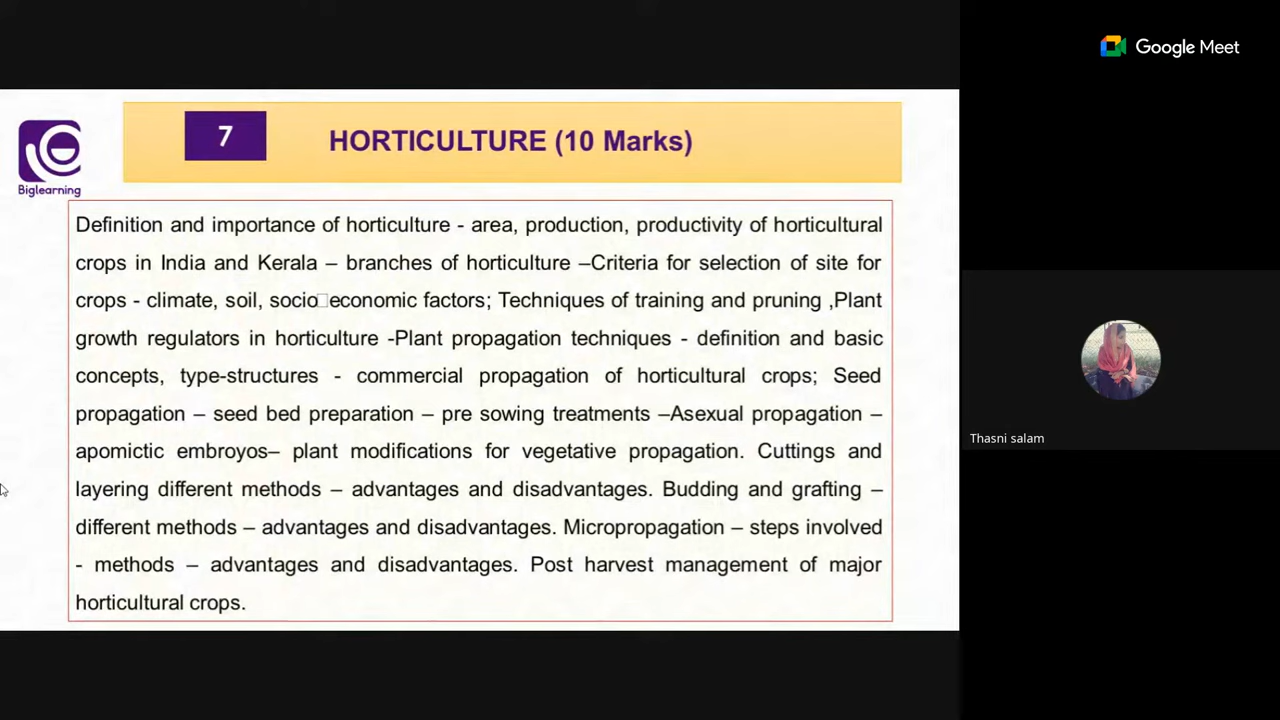 Google Meet
7
HORTICULTURE (10 Marks)
Biglearning
Definition and importance of horticulture - area, production, productivity of horticultural
crops in India and Kerala – branches of horticulture –Criteria for selection of site for
crops - climate, soil, socio□economic factors; Techniques of training and pruning ,Plant
growth regulators in horticulture -Plant propagation techniques - definition and basic
concepts, type-structures - commercial propagation of horticultural crops; Seed
propagation – seed bed preparation – pre sowing treatments –Asexual propagation –
apomictic embroyos– plant modifications for vegetative propagation. Cuttings and
layering different methods – advantages and disadvantages. Budding and grafting –
different methods – advantages and disadvantages. Micropropagation – steps involved
- methods – advantages and disadvantages. Post harvest management of major
horticultural crops.
Thasni salam